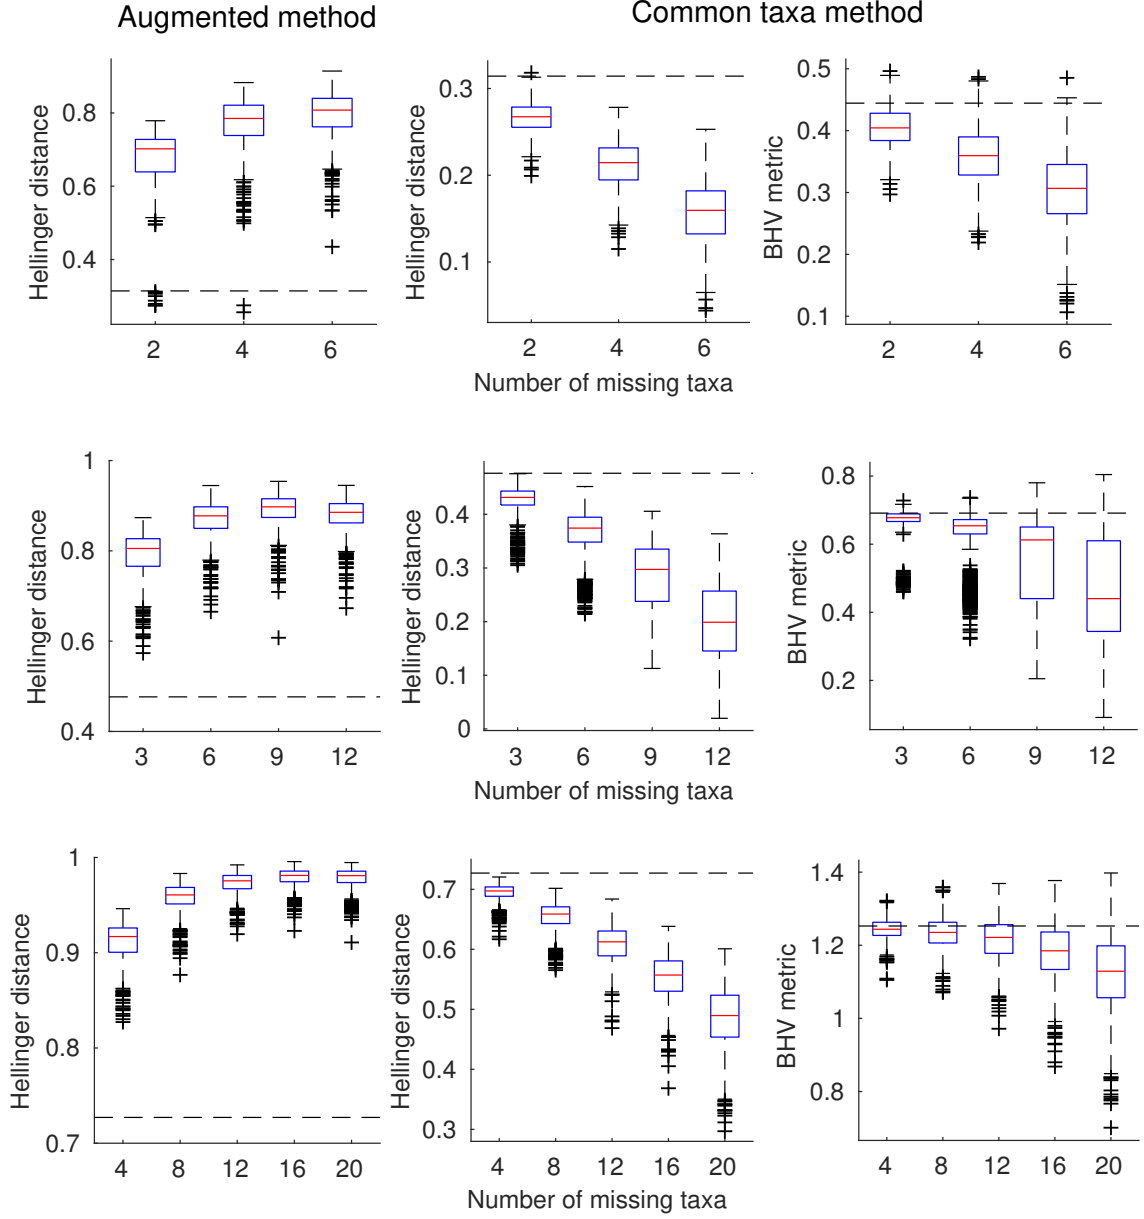 Augmented method
Common taxa method
Hellinger distance
0.8
0.6
0.4
2 4 6
Hellinger distance
0.3
0.2
0.1
2 4 6
Number of missing taxa
BHV metric
0.5
0.4
0.3
0.2
0.1
2 4 6
Hellinger distance
1
0.8
0.6
0.4
3 6 9 12
Hellinger distance
0.4
0.3
0.2
0.1
0
3 6 9 12
Number of missing taxa
BHV metric
0.8
0.6
0.4
0.2
3 6 9 12
Hellinger distance
1
0.9
0.8
0.7
4 8 12 16 20
Hellinger distance
0.7
0.6
0.5
0.4
0.3
4 8 12 16 20
Number of missing taxa
BHV metric
1.4
1.2
1
0.8
4 8 12 16 20